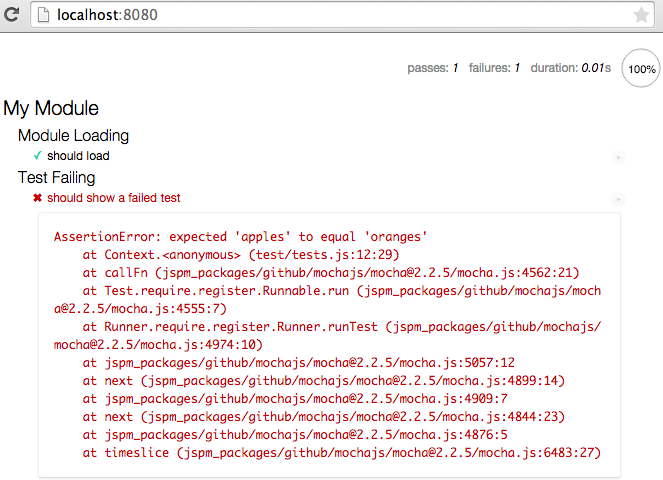 localhost:8080
passes: 1 failures: 1 duration: 0.01s 100%
My Module
Module Loading
✓ should load
Test Failing
✖ should show a failed test
AssertionError: expected 'apples' to equal 'oranges'
at Context.<anonymous> (test/tests.js:12:29)
at callFn (jspm_packages/github/mochajs/mocha@2.2.5/mocha.js:4562:21)
at Test.require.register.Runnable.run (jspm_packages/github/mochajs/moch
a@2.2.5/mocha.js:4555:7)
at Runner.require.register.Runner.runTest (jspm_packages/github/mochajs/
mocha@2.2.5/mocha.js:4974:10)
at jspm_packages/github/mochajs/mocha@2.2.5/mocha.js:5057:12
at next (jspm_packages/github/mochajs/mocha@2.2.5/mocha.js:4899:14)
at jspm_packages/github/mochajs/mocha@2.2.5/mocha.js:4909:7
at next (jspm_packages/github/mochajs/mocha@2.2.5/mocha.js:4844:23)
at jspm_packages/github/mochajs/mocha@2.2.5/mocha.js:4876:5
at timeslice (jspm_packages/github/mochajs/mocha@2.2.5/mocha.js:6483:27)